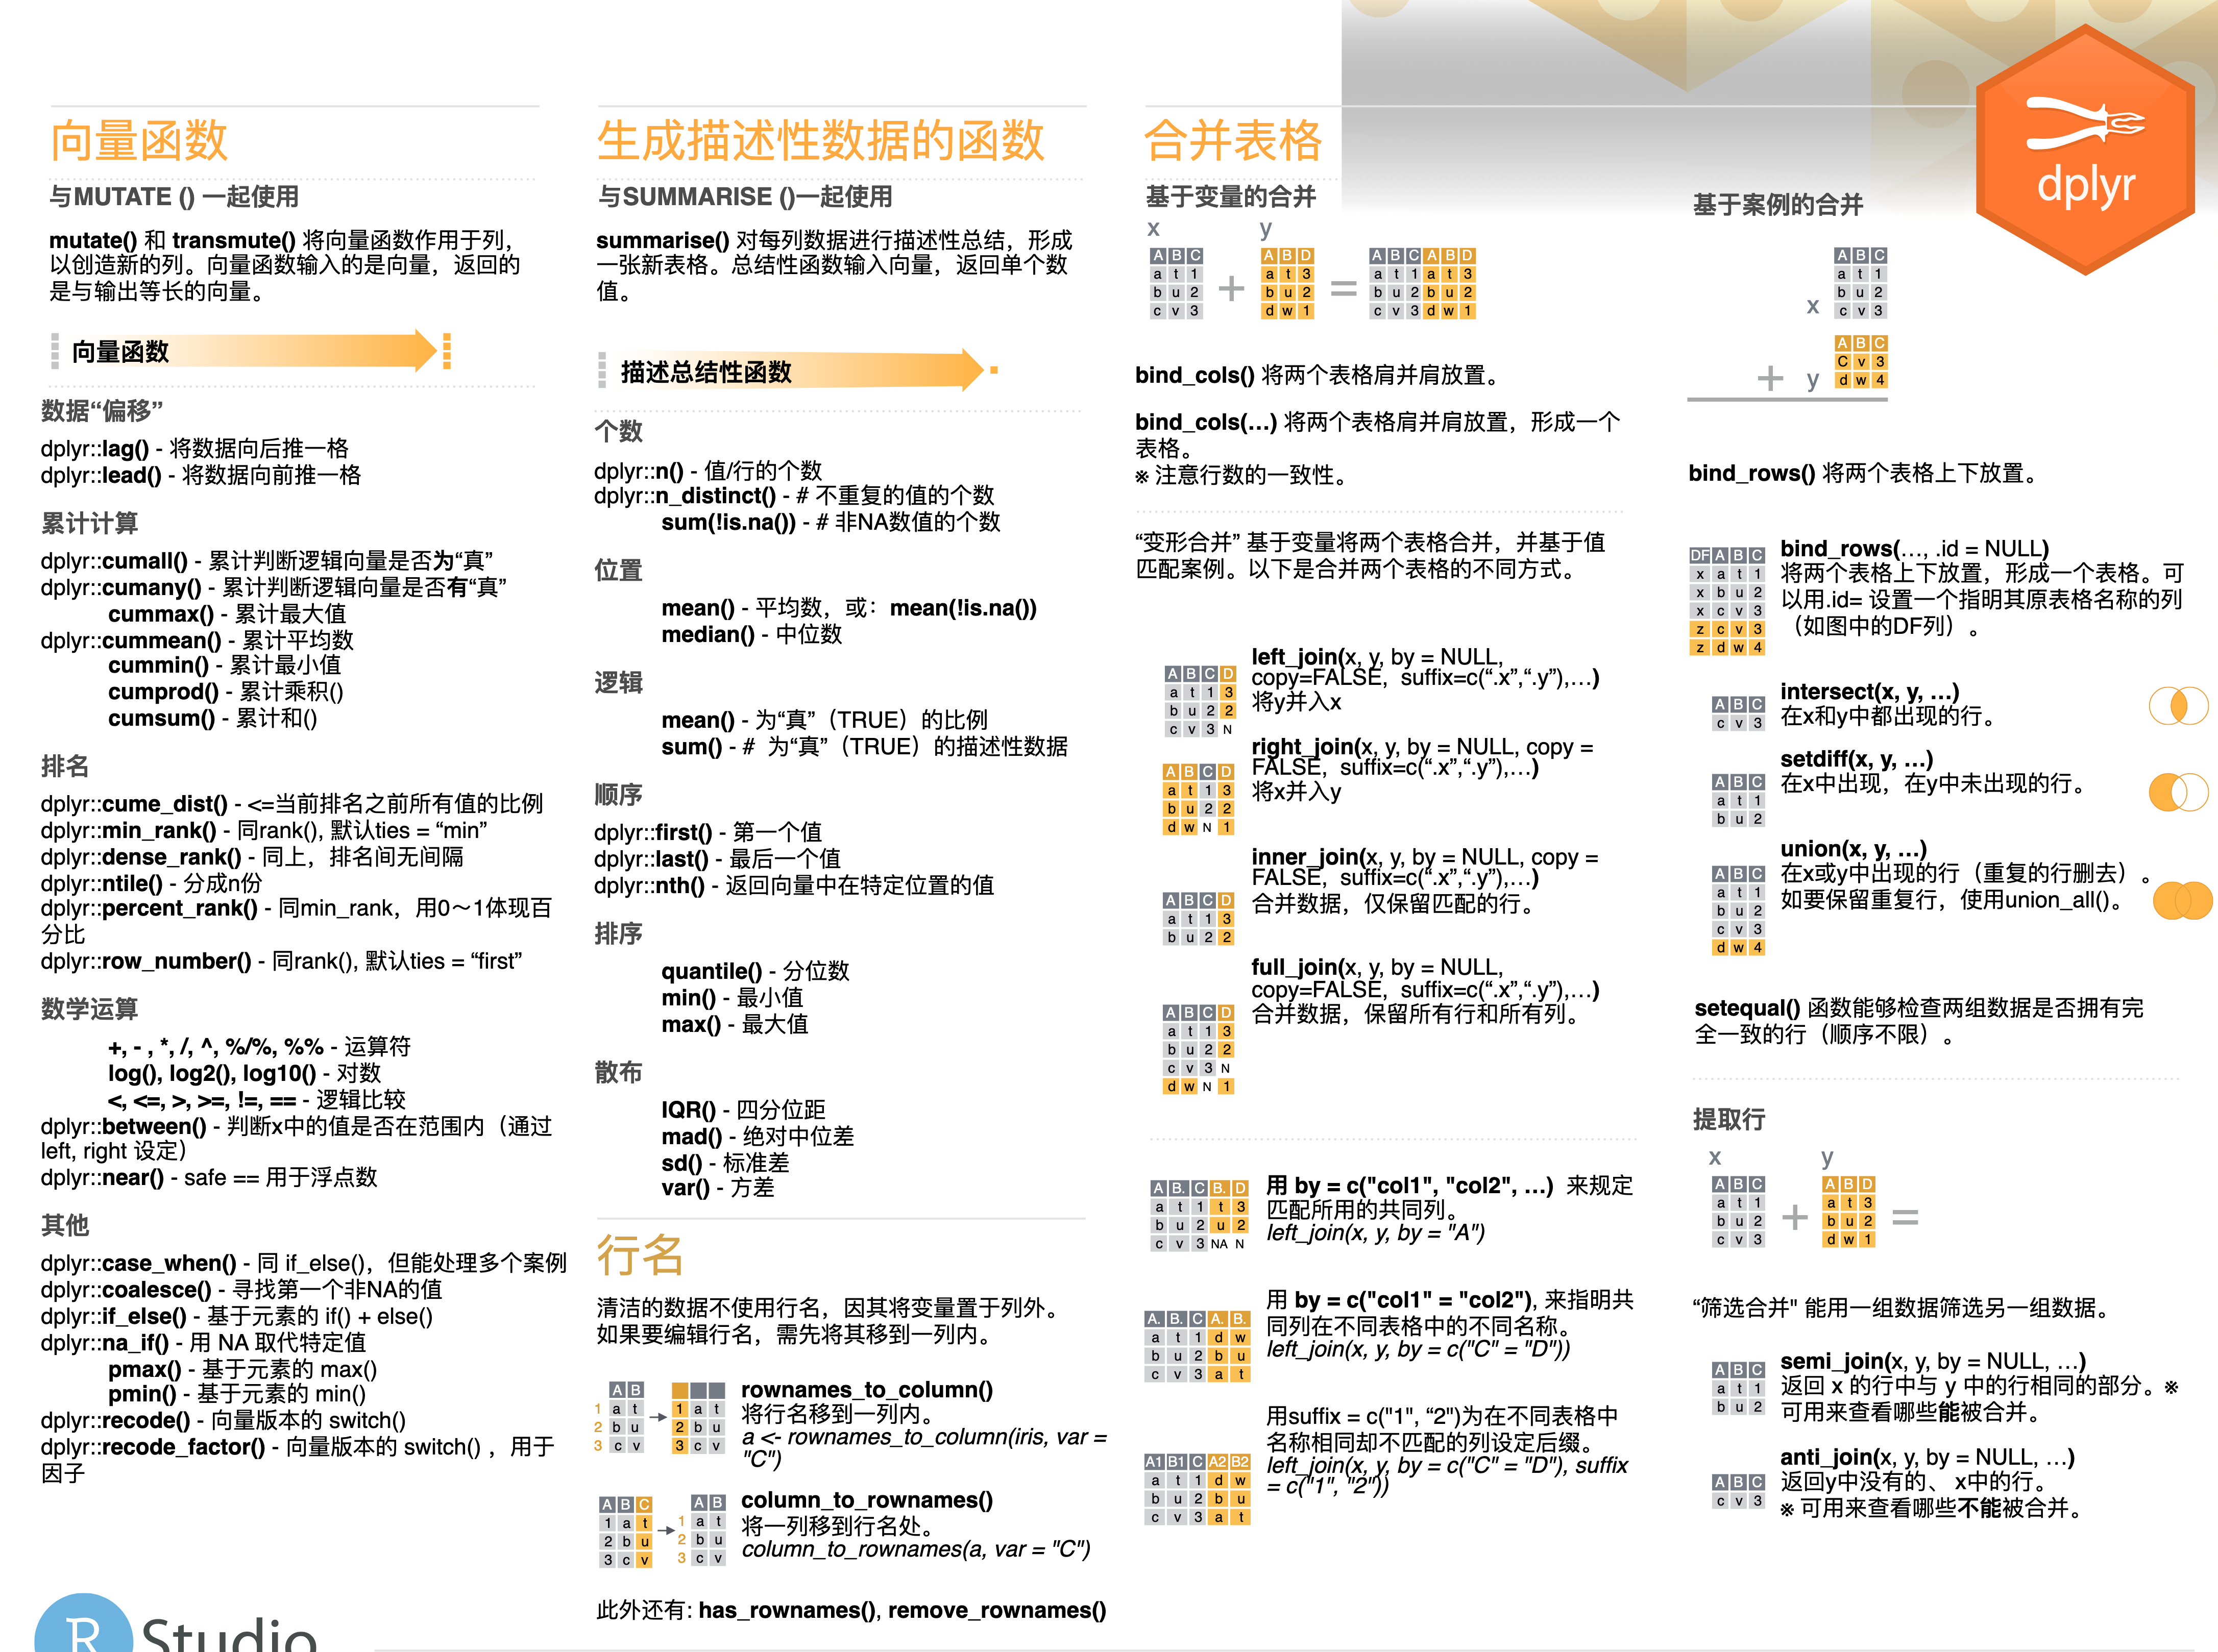 向量函数
与MUTATE () 一起使用
mutate() 和 transmute() 将向量函数作用于列，
以创造新的列。向量函数输入的是向量，返回的
是与输出等长的向量。
向量函数
数据“偏移”
dplyr::lag() - 将数据向后推一格
dplyr::lead() - 将数据向前推一格
累计计算
dplyr::cumall() - 累计判断逻辑向量是否为“真”
dplyr::cumany() - 累计判断逻辑向量是否有“真”
cummax() - 累计最大值
dplyr::cummean() - 累计平均数
cummin() - 累计最小值
cumprod() - 累计乘积()
cumsum() - 累计和()
排名
dplyr::cume_dist() - <=当前排名之前所有值的比例
dplyr::min_rank() - 同rank(), 默认ties = “min”
dplyr::dense_rank() - 同上，排名间无间隔
dplyr::ntile() - 分成n份
dplyr::percent_rank() - 同min_rank，用0～1体现百
分比
dplyr::row_number() - 同rank(), 默认ties = “first”
数学运算
+, - , *, /, ^, %/%, %% - 运算符
log(), log2(), log10() - 对数
<, <=, >, >=, !=, == - 逻辑比较
dplyr::between() - 判断x中的值是否在范围内（通过
left, right 设定）
dplyr::near() - safe == 用于浮点数
其他
dplyr::case_when() - 同 if_else()，但能处理多个案例
dplyr::coalesce() - 寻找第一个非NA的值
dplyr::if_else() - 基于元素的 if() + else()
dplyr::na_if() - 用 NA 取代特定值
pmax() - 基于元素的 max()
pmin() - 基于元素的 min()
dplyr::recode() - 向量版本的 switch()
dplyr::recode_factor() - 向量版本的 switch() ，用于
因子
R Studio
生成描述性数据的函数
与SUMMARISE ()一起使用
summarise() 对每列数据进行描述性总结，形成
一张新表格。总结性函数输入向量，返回单个数
值。
描述总结性函数
个数
dplyr::n() - 值/行的个数
dplyr::n_distinct() - # 不重复的值的个数
sum(!is.na()) - # 非NA数值的个数
位置
mean() - 平均数，或：mean(!is.na())
median() - 中位数
逻辑
mean() - 为“真”（TRUE）的比例
sum() - # 为“真”（TRUE）的描述性数据
顺序
dplyr::first() - 第一个值
dplyr::last() - 最后一个值
dplyr::nth() - 返回向量中在特定位置的值
排序
quantile() - 分位数
min() - 最小值
max() - 最大值
散布
IQR() - 四分位距
mad() - 绝对中位差
sd() - 标准差
var() - 方差
行名
清洁的数据不使用行名，因其将变量置于列外。
如果要编辑行名，需先将其移到一列内。
A B
1 a t 1 a t
2 b u 2 b u
3 c v 3 c v
rownames_to_column()
将行名移到一列内。
a <- rownames_to_column(iris, var =
"C")
A B C A B
1 a t 1 a t
2 b u 2 b u
3 c v 3 c v
column_to_rownames()
将一列移到行名处。
column_to_rownames(a, var = "C")
此外还有: has_rownames(), remove_rownames()
合并表格
基于变量的合并
x y
A B C A B D A B C A B D
a t 1 a t 3 a t 1 a t 3
b u 2 + b u 2 = b u 2 b u 2
c v 3 d w 1 c v 3 d w 1
bind_cols() 将两个表格肩并肩放置。
bind_cols(…) 将两个表格肩并肩放置，形成一个
表格。
※ 注意行数的一致性。
“变形合并” 基于变量将两个表格合并，并基于值
匹配案例。以下是合并两个表格的不同方式。
A B C D
a t 1 3
b u 2 2
c v 3 N
left_join(x, y, by = NULL,
copy=FALSE, suffix=c(“.x”,“.y”),…)
将y并入x
A B C D
a t 1 3
b u 2 2
d w N 1
right_join(x, y, by = NULL, copy =
FALSE, suffix=c(“.x”,“.y”),…)
将x并入y
A B C D
a t 1 3
b u 2 2
inner_join(x, y, by = NULL, copy =
FALSE, suffix=c(“.x”,“.y”),…)
合并数据，仅保留匹配的行。
A B C D
a t 1 3
b u 2 2
c v 3 N
d w N 1
full_join(x, y, by = NULL,
copy=FALSE, suffix=c(“.x”,“.y”),…)
合并数据，保留所有行和所有列。
A B. C B. D
a t 1 t 3
b u 2 u 2
c v 3 NA N
用 by = c("col1", "col2", …) 来规定
匹配所用的共同列。
left_join(x, y, by = "A")
A. B. C A. B.
a t 1 d w
b u 2 b u
c v 3 a t
用 by = c("col1" = "col2"), 来指明共
同列在不同表格中的不同名称。
left_join(x, y, by = c("C" = "D"))
A1 B1 C A2 B2
a t 1 d w
b u 2 b u
c v 3 a t
用suffix = c("1", “2")为在不同表格中
名称相同却不匹配的列设定后缀。
left_join(x, y, by = c("C" = "D"), suffix
= c("1", "2"))
dplyr
基于案例的合并
A B C
a t 1
b u 2
x c v 3
A B C
C v 3
+ y d w 4
bind_rows() 将两个表格上下放置。
DF A B C
x a t 1
x b u 2
x c v 3
z c v 3
z d w 4
bind_rows(…, .id = NULL)
将两个表格上下放置，形成一个表格。可
以用.id= 设置一个指明其原表格名称的列
（如图中的DF列）。
A B C
c v 3
intersect(x, y, …)
在x和y中都出现的行。
A B C
a t 1
b u 2
setdiff(x, y, …)
在x中出现，在y中未出现的行。
A B C
a t 1
b u 2
c v 3
d w 4
union(x, y, …)
在x或y中出现的行（重复的行删去）。
如要保留重复行，使用union_all()。
setequal() 函数能够检查两组数据是否拥有完
全一致的行（顺序不限）。
提取行
x y
A B C A B D
a t 1 a t 3
b u 2 + b u 2 =
c v 3 d w 1
“筛选合并" 能用一组数据筛选另一组数据。
A B C
a t 1
b u 2
semi_join(x, y, by = NULL, …)
返回 x 的行中与 y 中的行相同的部分。※
可用来查看哪些能被合并。
A B C
c v 3
anti_join(x, y, by = NULL, …)
返回y中没有的、 x中的行。
※ 可用来查看哪些不能被合并。